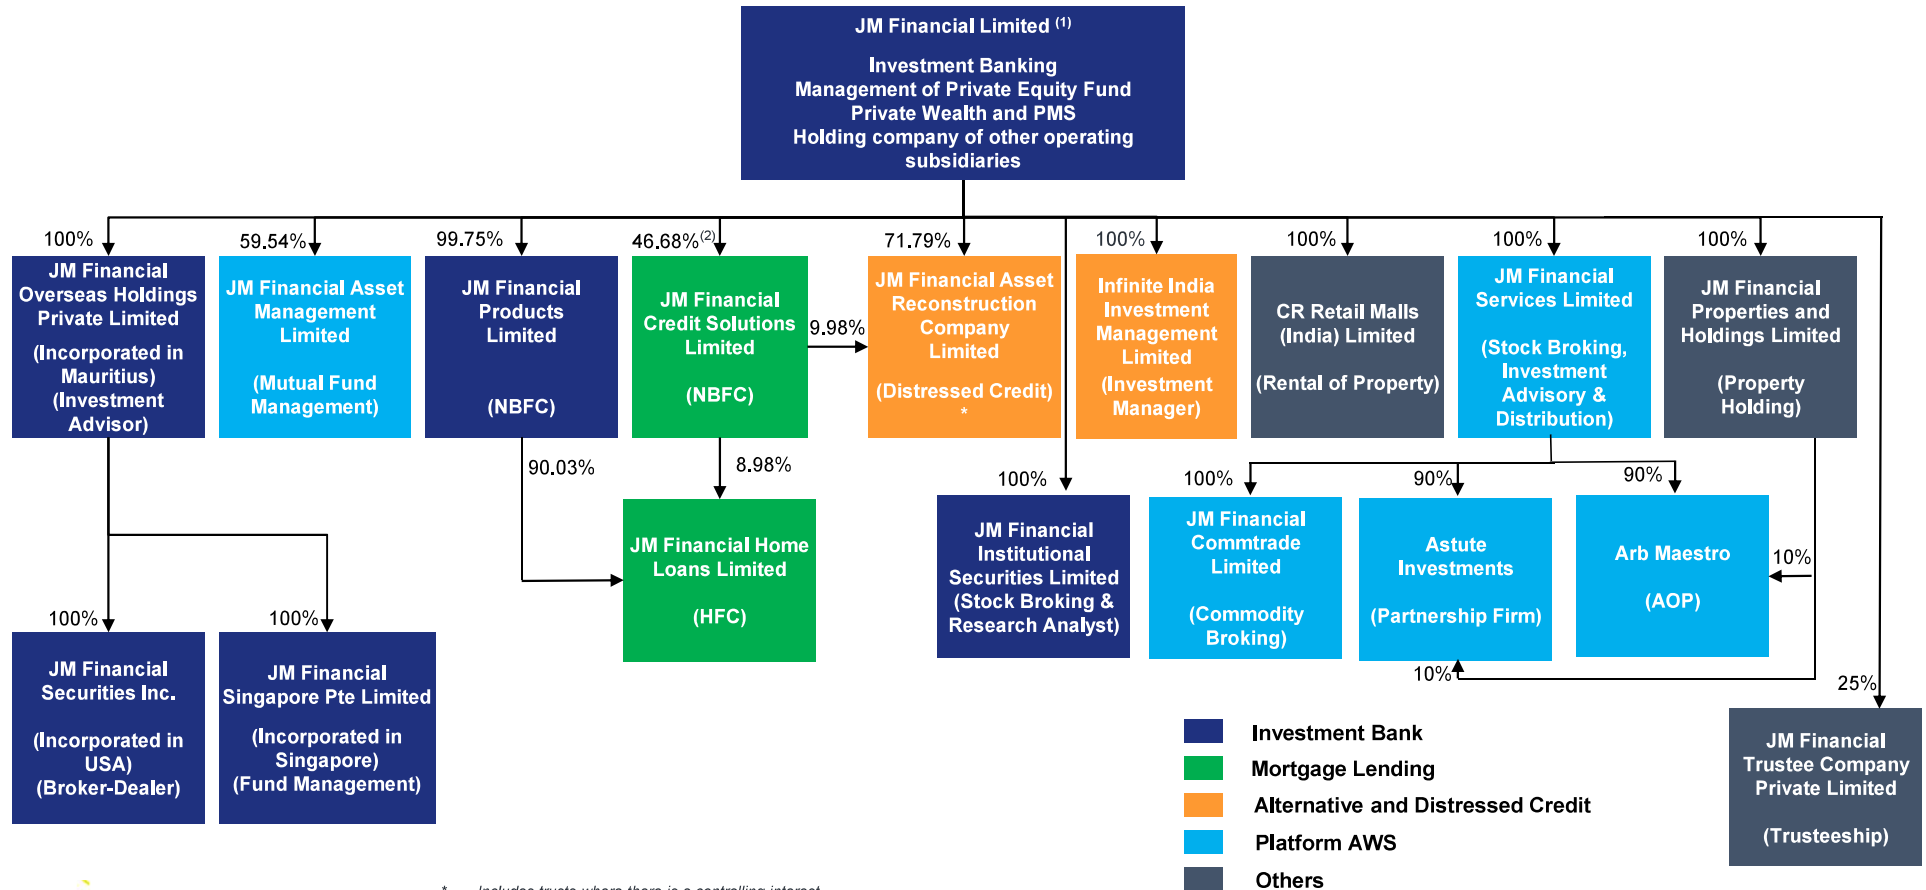 JM Financial Limited (1)
Investment Banking
Management of Private Equity Fund
Private Wealth and PMS
Holding company of other operating
subsidiaries
100%
59.54%
99.75%
46.68%(2)
71.79%
100%
100%
100%
100%
JM Financial
Overseas Holdings
Private Limited
(Incorporated in
Mauritius)
(Investment
Advisor)
JM Financial Asset
Management
Limited
(Mutual Fund
Management)
JM Financial
Products
Limited
(NBFC)
JM Financial
Credit Solutions
Limited
(NBFC)
9.98%
JM Financial Asset
Reconstruction
Company
Limited
(Distressed Credit)
*
Infinite India
Investment
Management
Limited
(Investment
Manager)
CR Retail Malls
(India) Limited
(Rental of Property)
JM Financial
Services Limited
(Stock Broking,
Investment
Advisory &
Distribution)
JM Financial
Properties and
Holdings Limited
(Property
Holding)
90.03%
8.98%
100%
100%
90%
90%
JM Financial Home
Loans Limited
(HFC)
JM Financial
Institutional
Securities Limited
(Stock Broking &
Research Analyst)
JM Financial
Commtrade
Limited
(Commodity
Broking)
Astute
Investments
(Partnership Firm)
Arb Maestro
(AOP)
10%
10%
25%
100%
100%
JM Financial
Securities Inc.
(Incorporated in
USA)
(Broker-Dealer)
JM Financial
Singapore Pte Limited
(Incorporated in
Singapore)
(Fund Management)
JM Financial
Trustee Company
Private Limited
(Trusteeship)
Investment Bank
Mortgage Lending
Alternative and Distressed Credit
Platform AWS
Others
* Includes trusts where there is a controlling interest